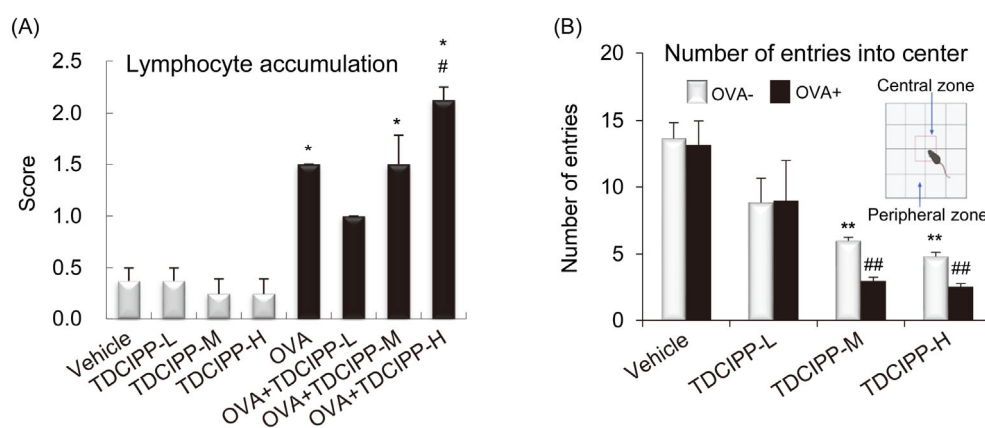 (A)
Lymphocyte accumulation
Score
2.5
2.0
1.5
1.0
0.5
0.0
*
*
*
#
Vehicle
TDCIPP-L
TDCIPP-M
TDCIPP-H
OVA
OVA+TDCIPP-L
OVA+TDCIPP-M
OVA+TDCIPP-H
(B)
Number of entries into center
OVA- OVA+
Central zone
Peripheral zone
Number of entries
20
15
10
5
0
**
##
**
##
Vehicle
TDCIPP-L
TDCIPP-M
TDCIPP-H